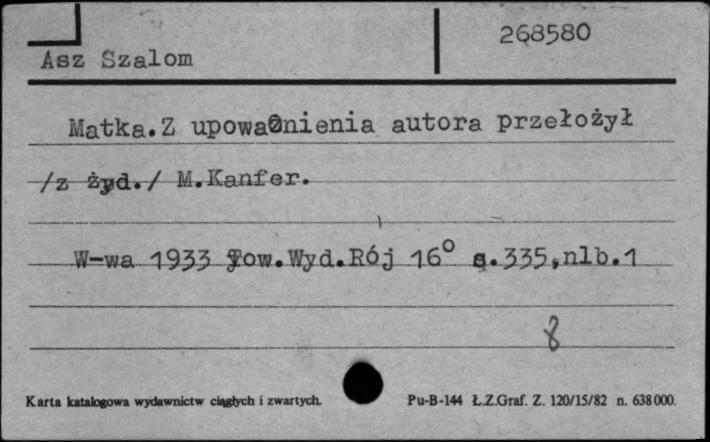 268580
Asz Szalom
Matka.Z upoważnienia autora przełożył
/z żyd./ M.Kanfer.
W-wa 1933 Tow.Wyd.Rój 16° s.335,nlb.1
8
Karta katalogowa wydawnictw ciągłych i zwartych.
Pu-B-144 Ł.Z.Graf. Z. 120/15/82 n. 638000.